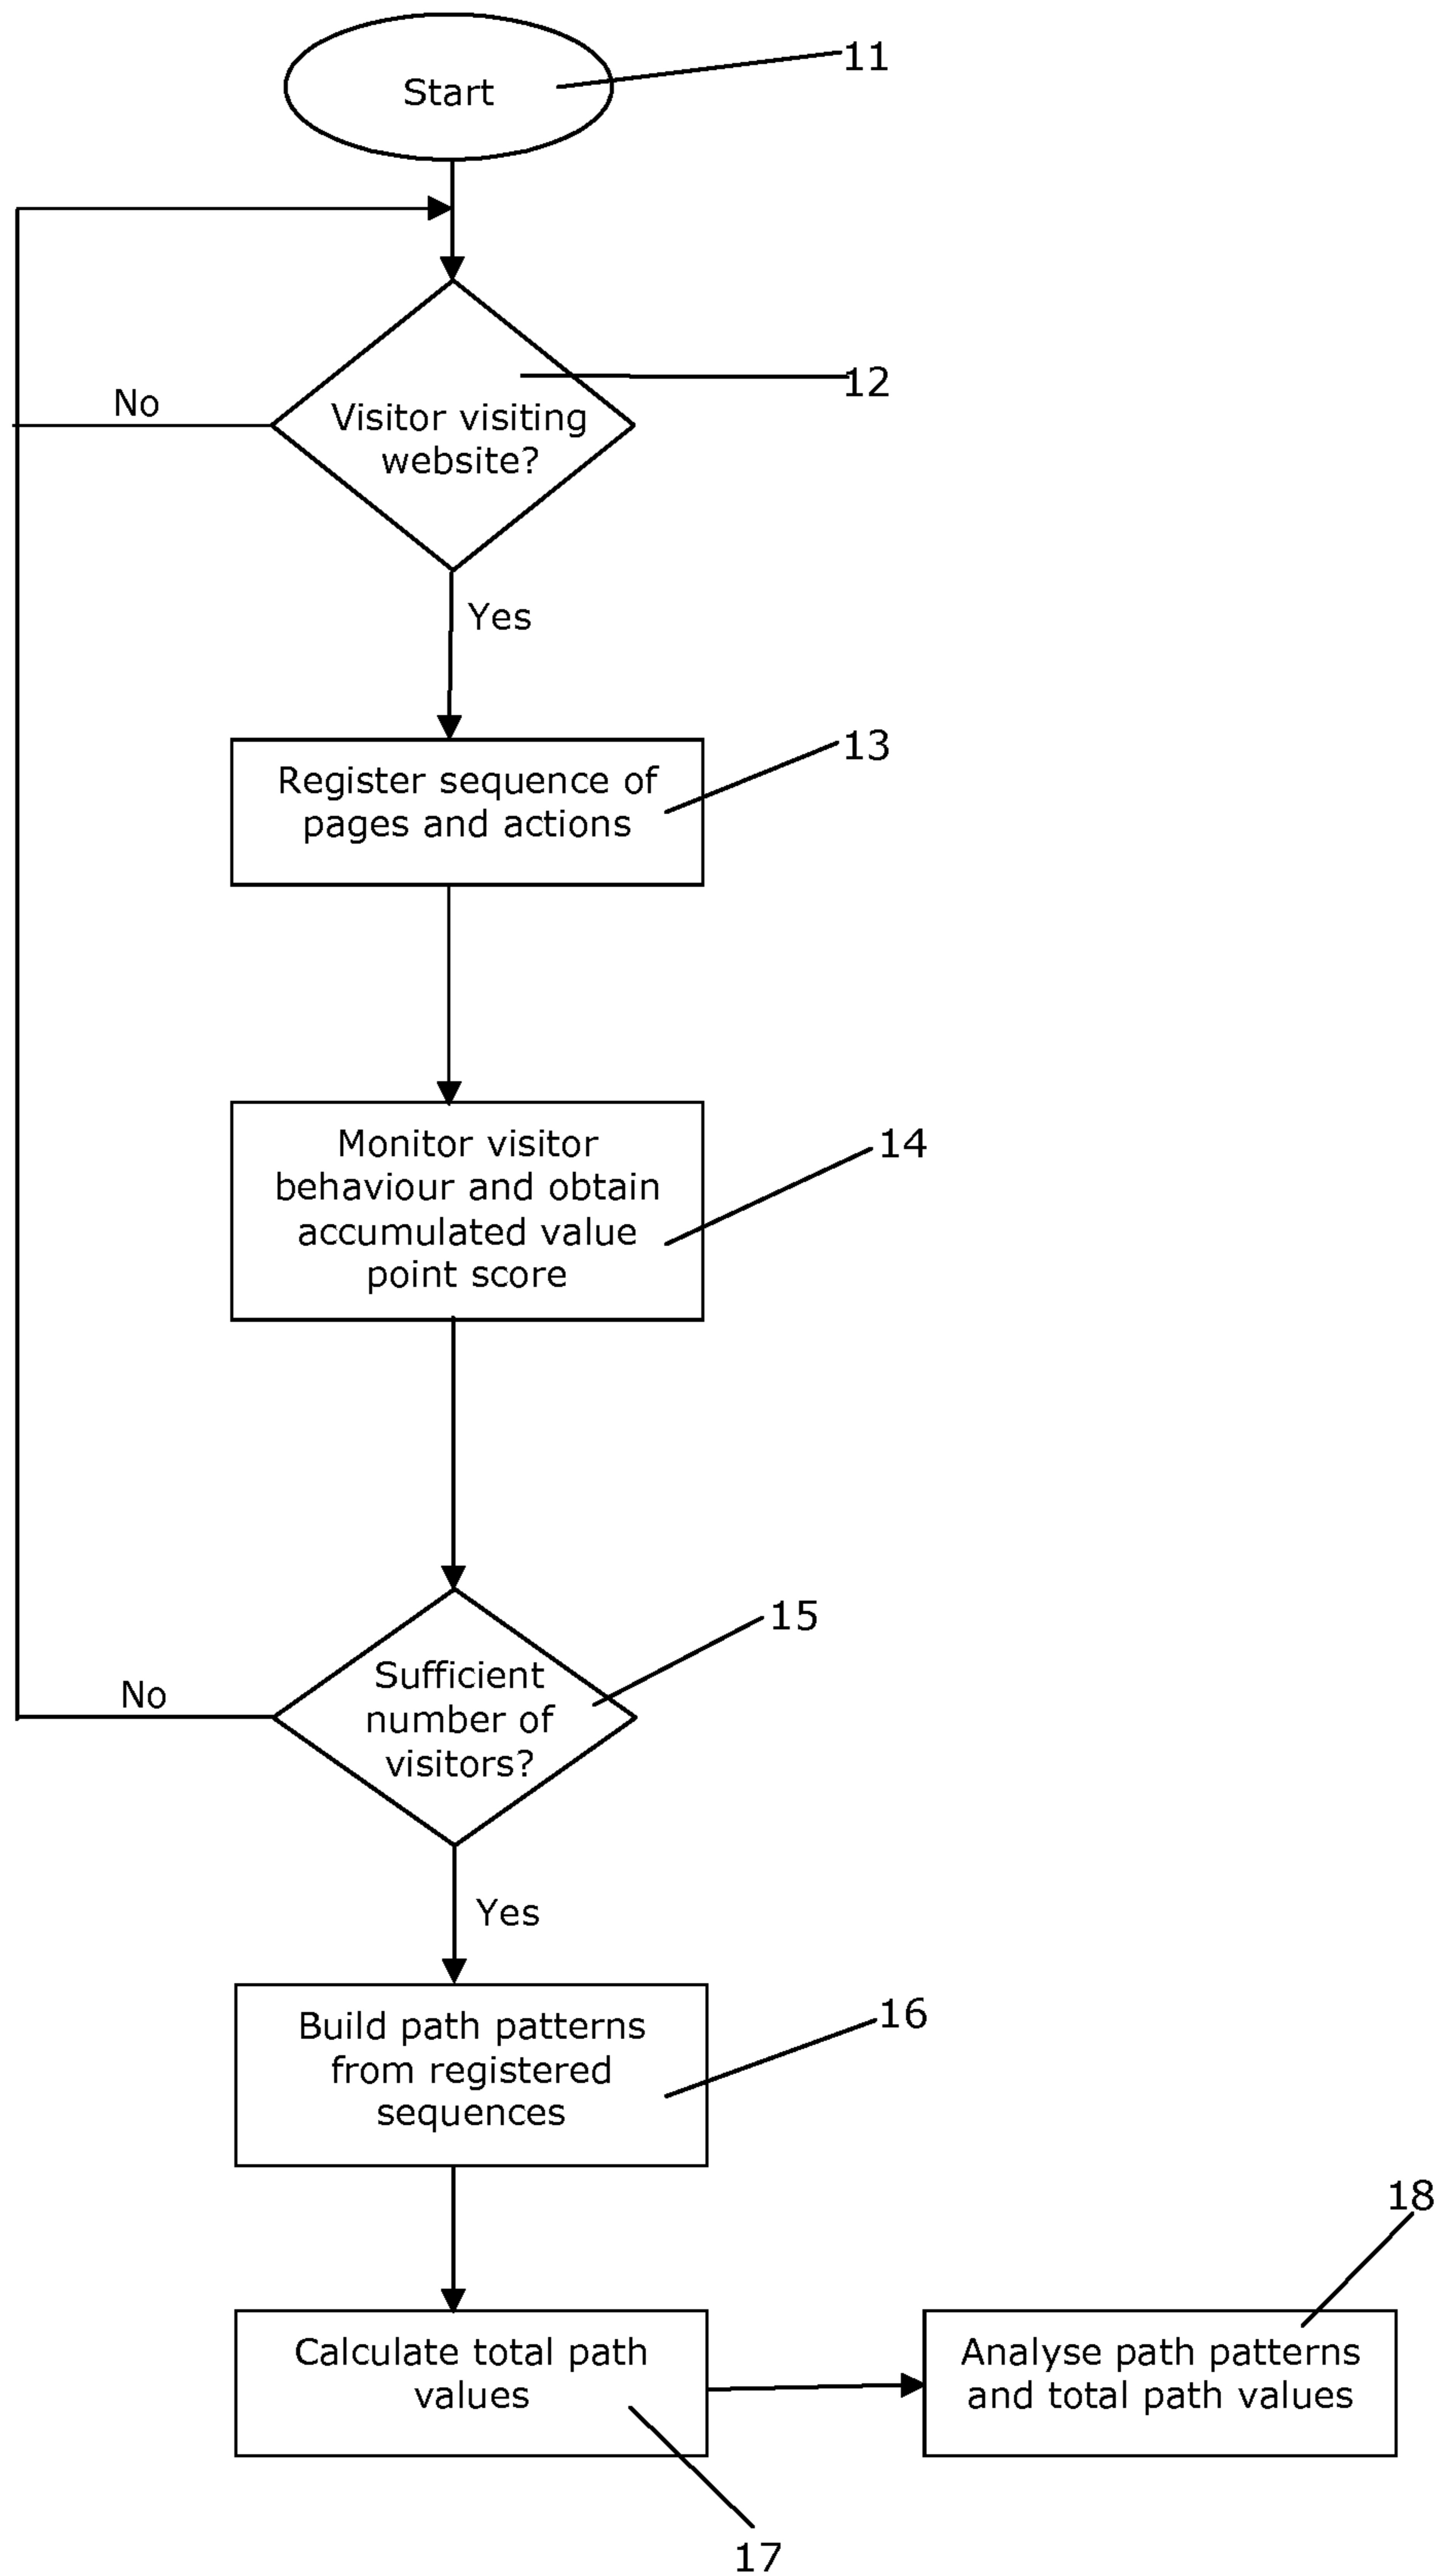 Start
11
12
No
Visitor visiting
website?
Yes
13
Register sequence of
pages and actions
14
Monitor visitor
behaviour and obtain
accumulated value
point score
15
No
Sufficient
number of
visitors?
Yes
16
Build path patterns
from registered
sequences
18
Calculate total path
values
Analyse path patterns
and total path values
17